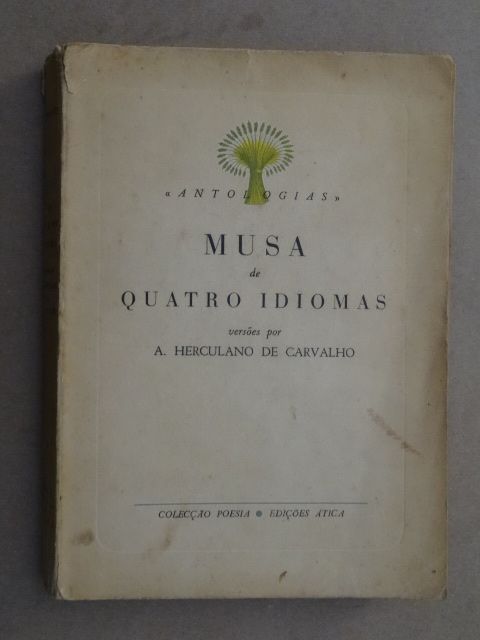 «ANTOLOGIAS»
MUSA
de
QUATRO IDIOMAS
versões por
A. HERCULANO DE CARVALHO
COLECÇÃO POESIA • EDIÇÕES ÁTICA